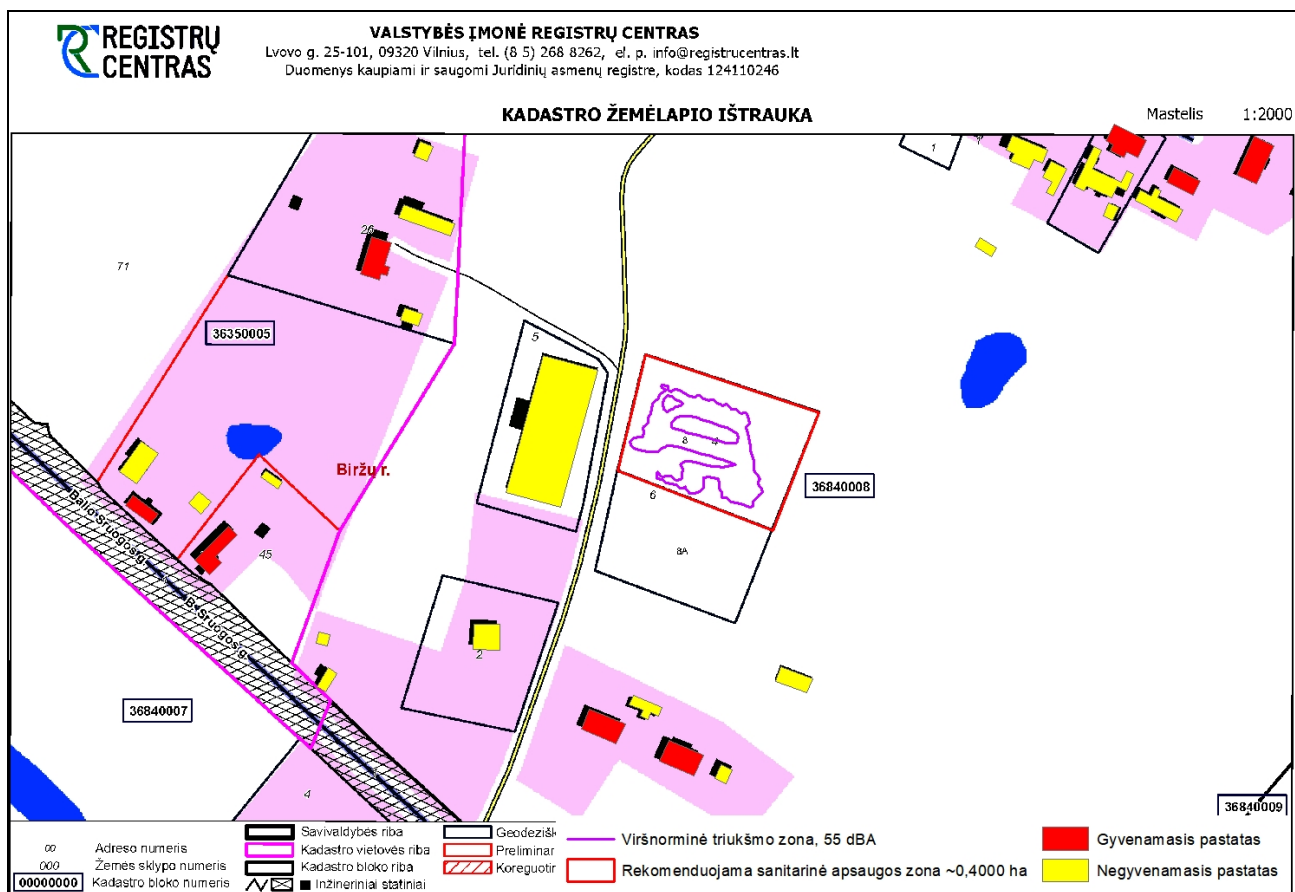 REGISTRŲ
CENTRAS
VALSTYBĖS ĮMONĖ REGISTRŲ CENTRAS
Lvovo g. 25-101, 09320 Vilnius, tel. (8 5) 268 8262, el. p. info@registrucentras.lt
Duomenys kaupiami ir saugomi Juridinių asmenų registre, kodas 124110246
KADASTRO ŽEMĖLAPIO IŠTRAUKA
Mastelis 1:2000
1
26
71
36350005
5
8 4
Biržų r.
36840008
6
8A
Balio Sruogos g.
45
B. Sruogos g.
2
36840007
4
36840009
00 Adreso numeris
000 Žemės sklypo numeris
00000000 Kadastro bloko numeris
Savivaldybės riba
Kadastro vietovės riba
Kadastro bloko riba
Inžineriniai statiniai
Geodezišk
Preliminar
Koreguotin
Viršnorminė triukšmo zona, 55 dBA
Rekomenduojama sanitarinė apsaugos zona ~0,4000 ha
Gyvenamasis pastatas
Negyvenamasis pastatas